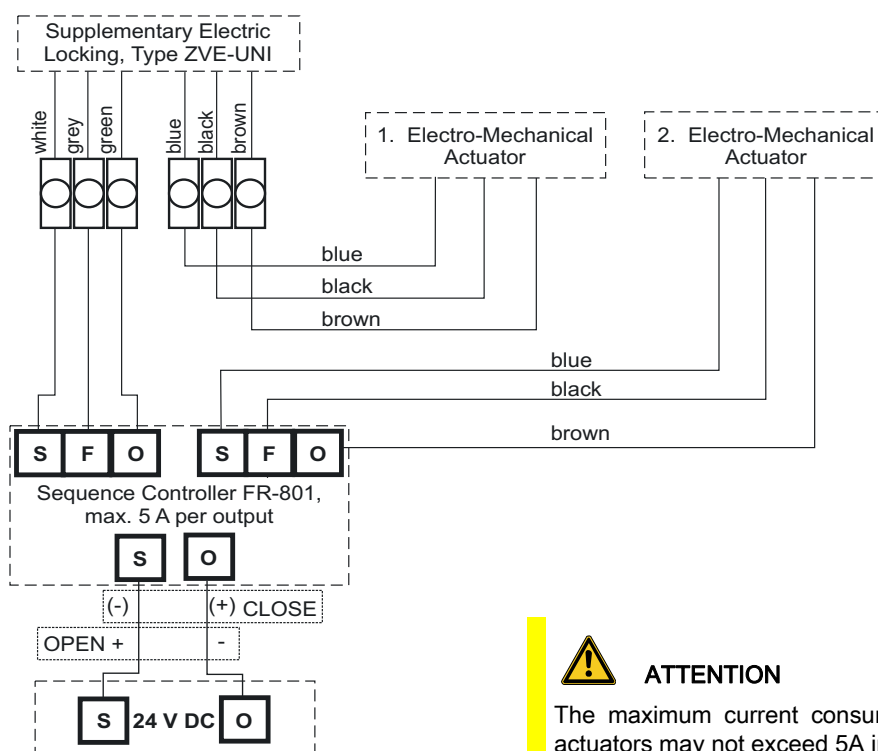 Supplementary Electric
Locking, Type ZVE-UNI
white
grey
green
blue
black
brown
1. Electro-Mechanical
Actuator
2. Electro-Mechanical
Actuator
blue
black
brown
blue
black
brown
S F O
S F O
Sequence Controller FR-801,
max. 5 A per output
S O
(-) (+) CLOSE
OPEN + -
S 24 V DC O
ATTENTION
The maximum current
actuators may not exceed 5A